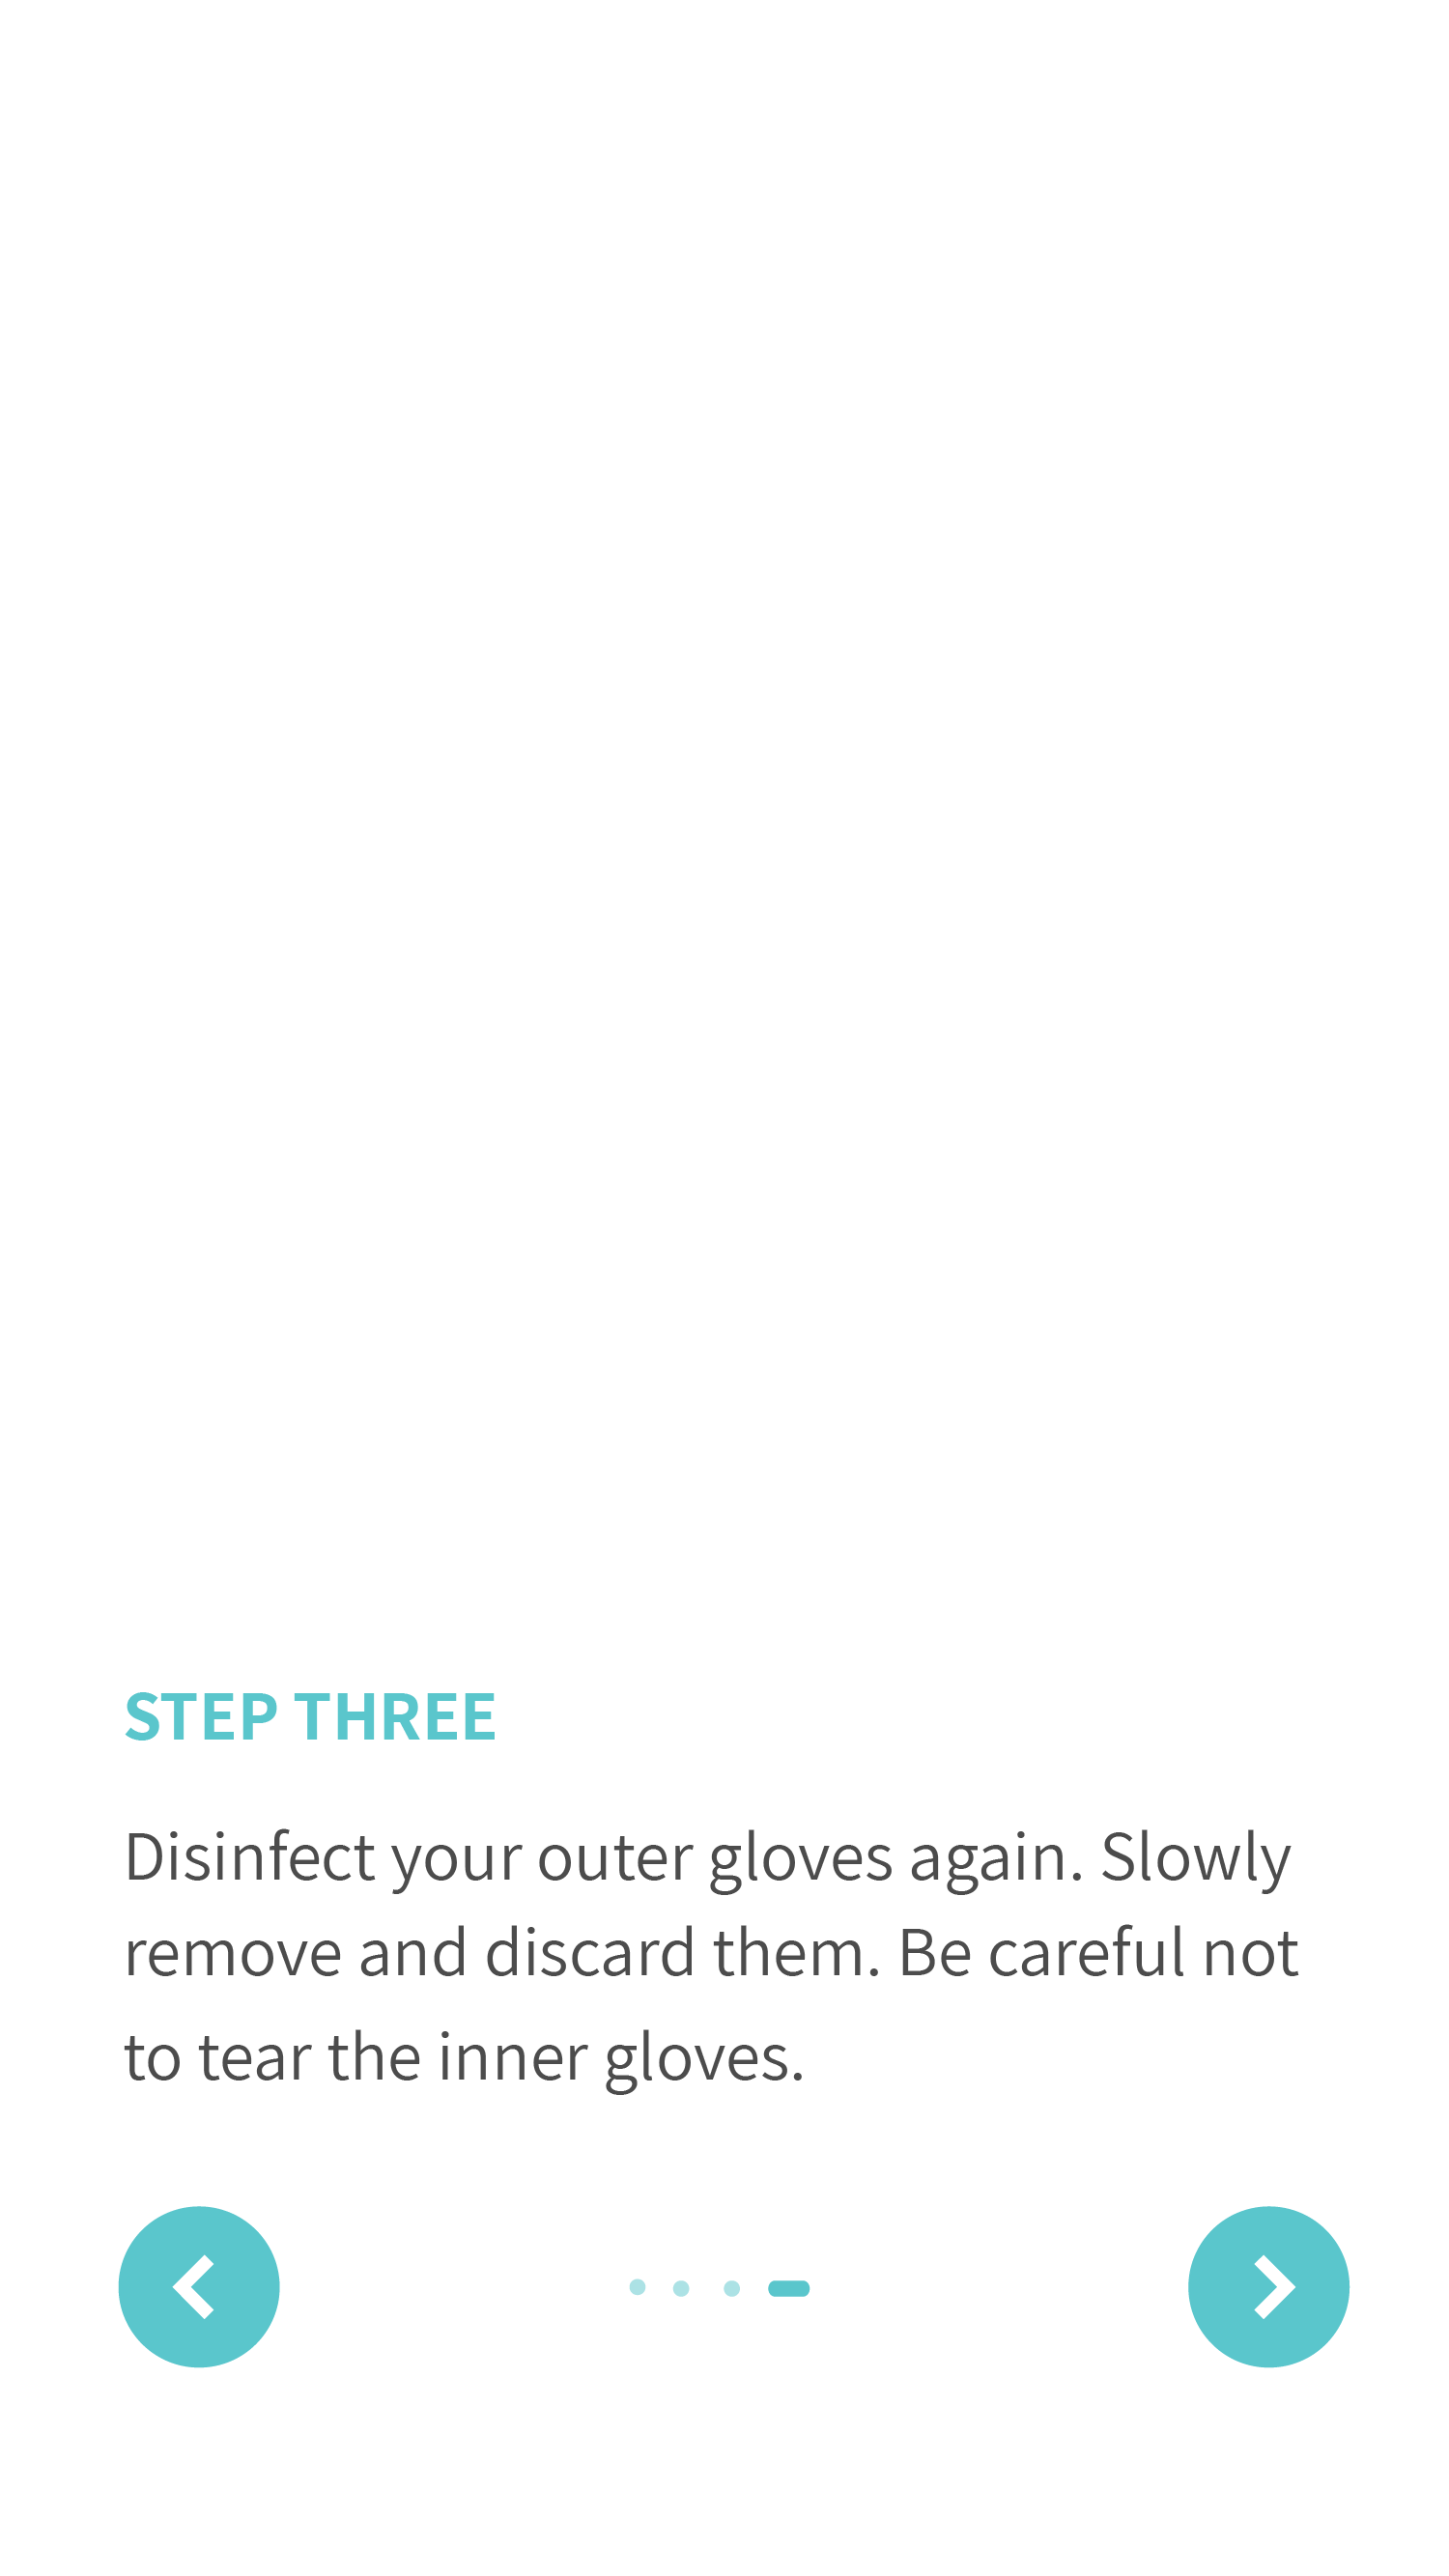 STEP THREE
Disinfect your outer gloves again. Slowly
remove and discard them. Be careful not
to tear the inner gloves.